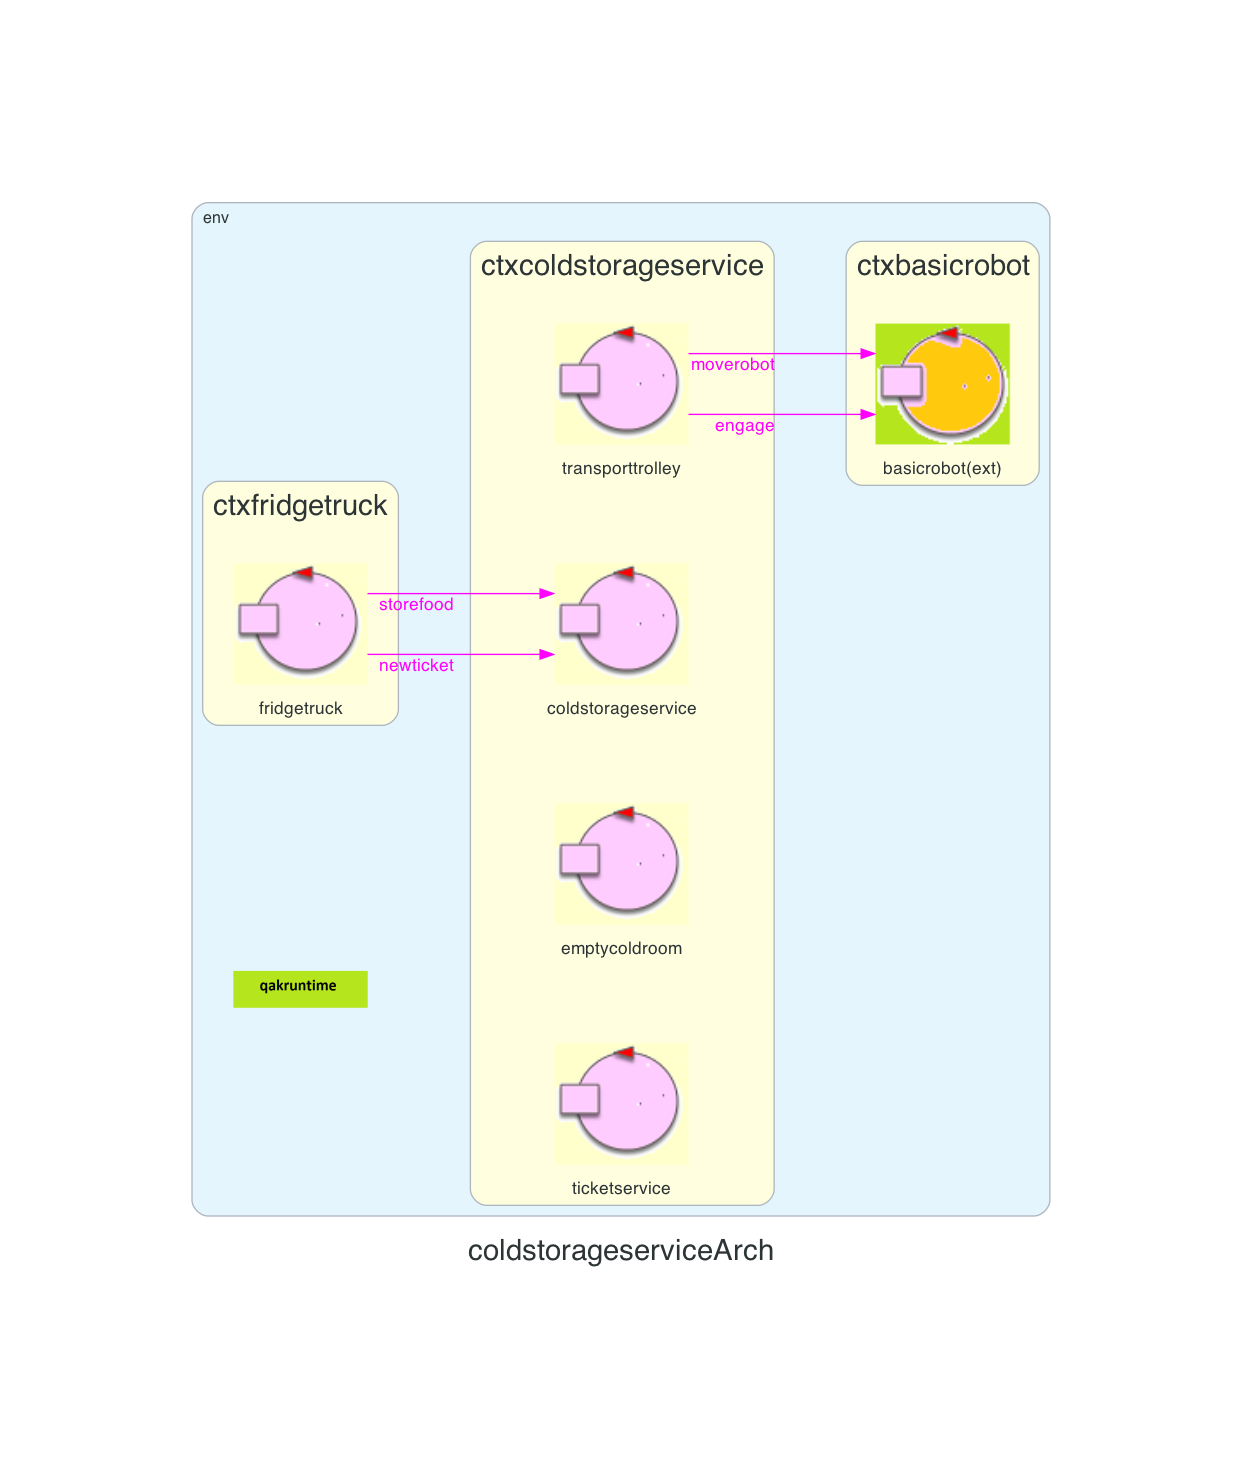 env
ctxcoldstorageservice
ctxbasicrobot
moverobot
engage
transporttrolley
basicrobot(ext)
ctxfridgetruck
storefood
newticket
fridgetruck
coldstorageservice
emptycoldroom
qakruntime
ticketservice
coldstorageserviceArch